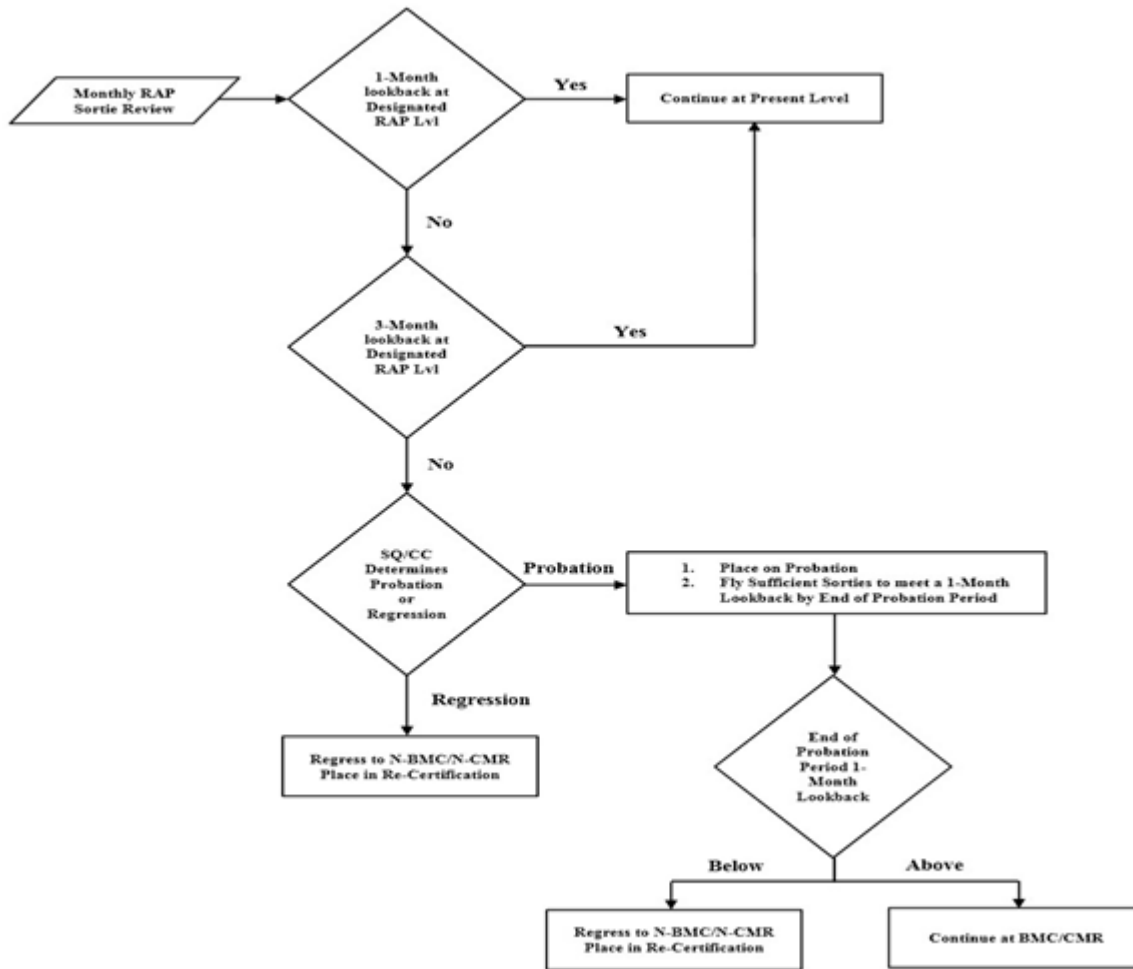 Monthly RAP
Sortie Review
1-Month
lookback at
Designated
RAP Lvl
Yes
Continue at Present Level
No
3-Month
lookback at
Designated
RAP Lvl
Yes
No
SQ/CC
Determines
Probation
or
Regression
Probation
1. Place on Probation
2. Fly Sufficient Sorties to meet a 1-Month
Lookback by End of Probation Period
Regression
Regress to N-BMC/N-CMR
Place in Re-Certification
End of
Probation
Period 1-
Month
Lookback
Below
Above
Regress to N-BMC/N-CMR
Place in Re-Certification
Continue at BMC/CMR